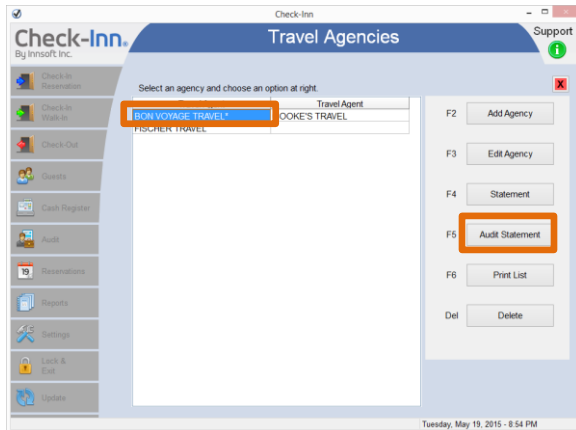 Check-Inn
Check-Inn®
By Innsoft Inc.
Travel Agencies
Support
Check-In
Reservation
Check-In
Walk-In
Check-Out
Guests
Cash Register
Audit
19
Reservations
Reports
Settings
Lock &
Exit
Update
Select an agency and choose an option at right.
X
Travel Agent
BON VOYAGE TRAVEL*
OOKE'S TRAVEL
FISCHER TRAVEL
F2 Add Agency
F3 Edit Agency
F4 Statement
F5 Audit Statement
F6 Print List
Del Delete
Tuesday, May 19, 2015 - 8:54 PM